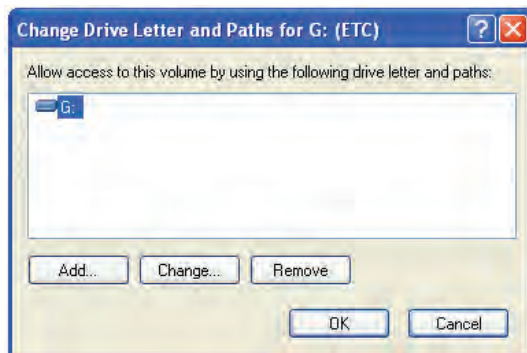 Change Drive Letter and Paths for G: (ETC)
Allow access to this volume by using the following drive letter and paths:
G:
Add... Change... Remove
OK Cancel